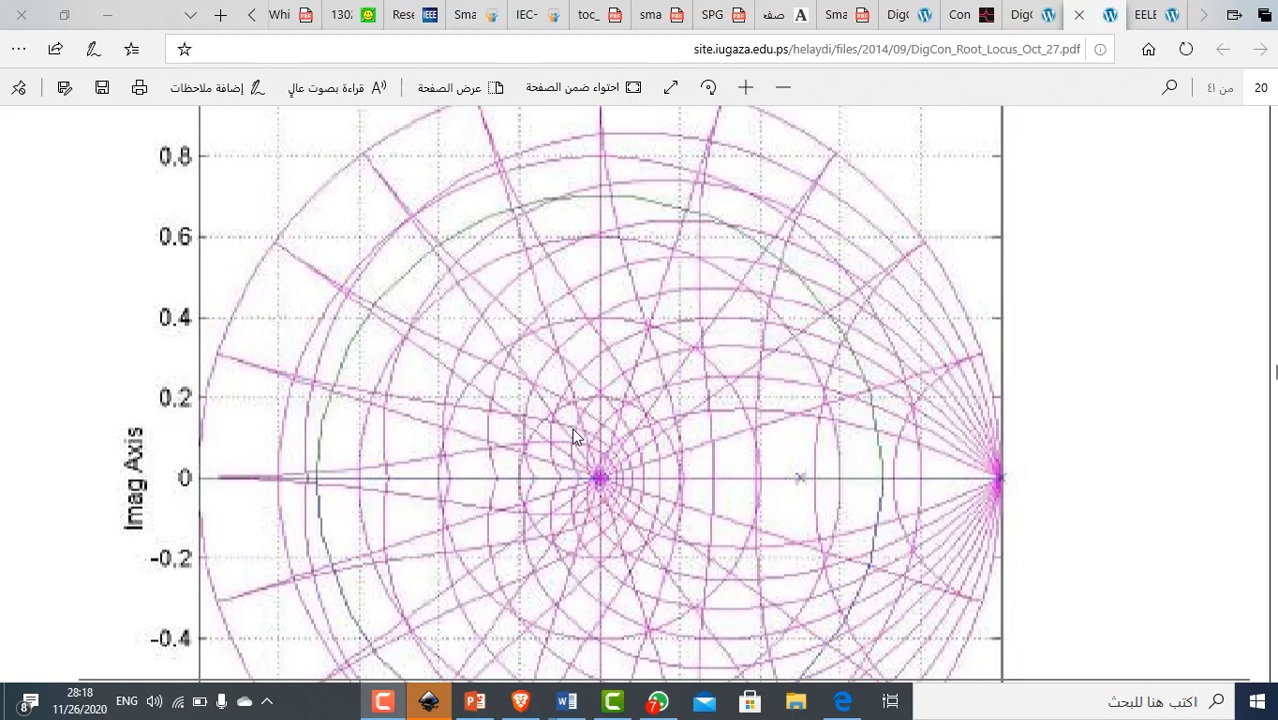 Whi
1302
Rese
Sma
IEC-
toc_
sma
SPG
صفيه
Sma
Dig(
Con
Dig(
EELE
site.iugaza.edu.ps/helaydi/files/2014/09/DigCon_Root_Locus_Oct_27.pdf
20 من ٤١
احتواء ضمن الصفحة
عرض الصفحة
قراءة بصوت عالٍ
إضافة ملاحظات
0.8
0.6
0.4
0.2
0
-0.2
-0.4
Imag Axis
28:18
11/26/2020
ENG
اكتب هنا للبحث